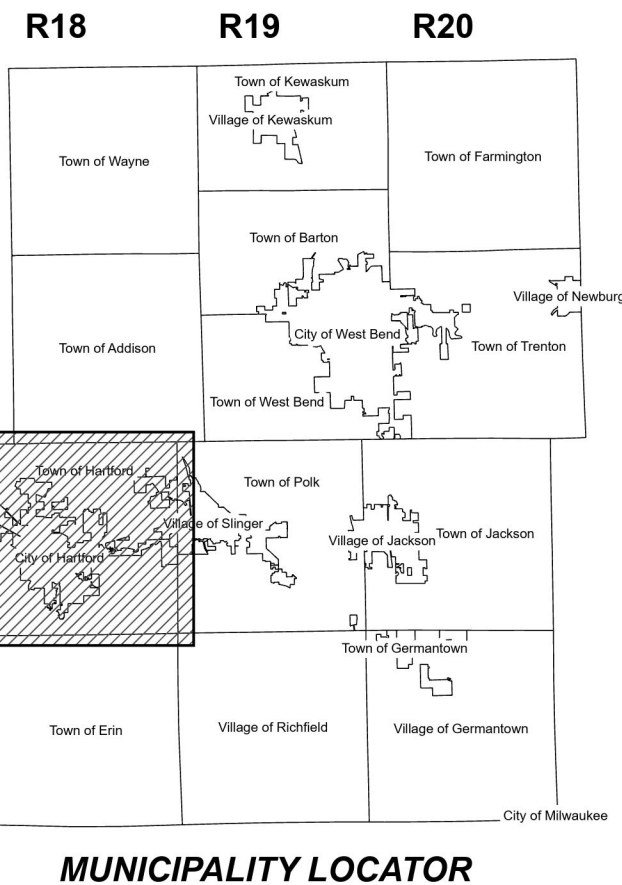 R18 R19 R20
Town of Kewaskum
Village of Kewaskum
Town of Wayne
Town of Farmington
Town of Barton
Village of Newburg
City of West Bend
Town of Addison
Town of Trenton
Town of West Bend
Town of Hartford
Town of Polk
Village of Slinger
Village of Jackson
Town of Jackson
City of Hartford
Town of Germantown
Town of Erin
Village of Richfield
Village of Germantown
City of Milwaukee
MUNICIPALITY LOCATOR